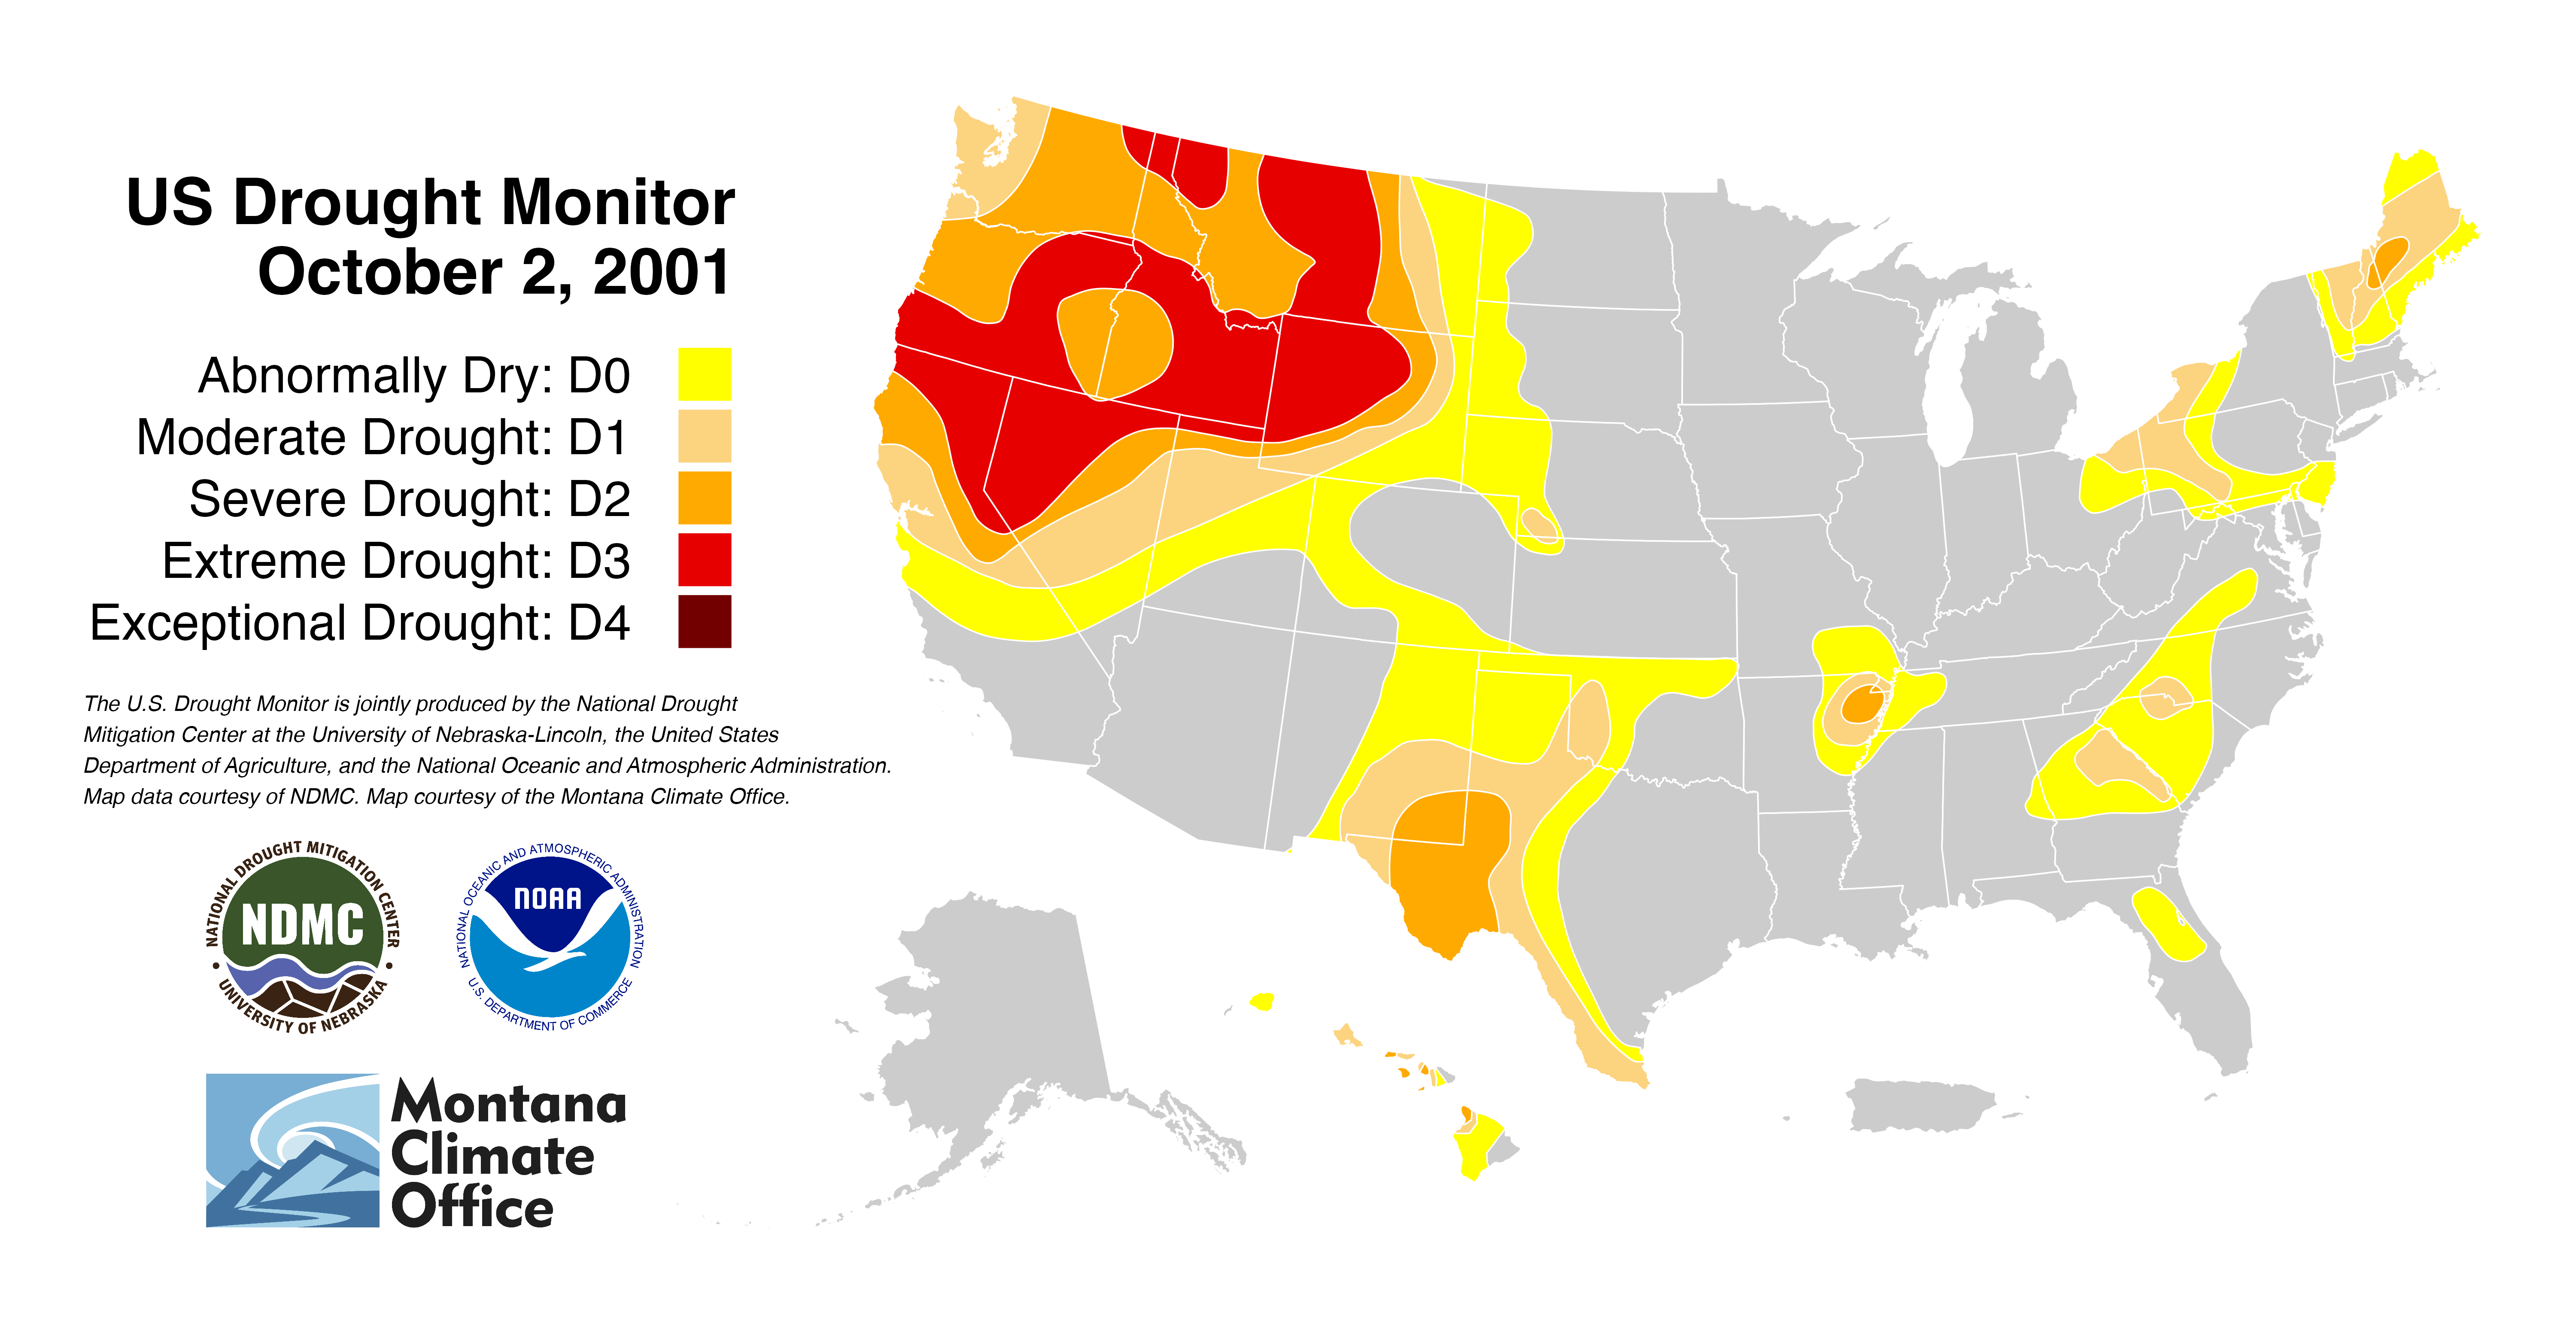 US Drought Monitor
October 2, 2001
Abnormally Dry: D0
Moderate Drought: D1
Severe Drought: D2
Extreme Drought: D3
Exceptional Drought: D4
The U.S. Drought Monitor is jointly produced by the National Drought
Mitigation Center at the University of Nebraska-Lincoln, the United States
Department of Agriculture, and the National Oceanic and Atmospheric Administration.
Map data courtesy of NDMC. Map courtesy of the Montana Climate Office.
NATIONAL DROUGHT MITIGATION CENTER
NDMC
• UNIVERSITY OF NEBRASKA •
NATIONAL OCEANIC AND ATMOSPHERIC ADMINISTRATION
NOAA
U.S. DEPARTMENT OF COMMERCE
Montana
Climate
Office